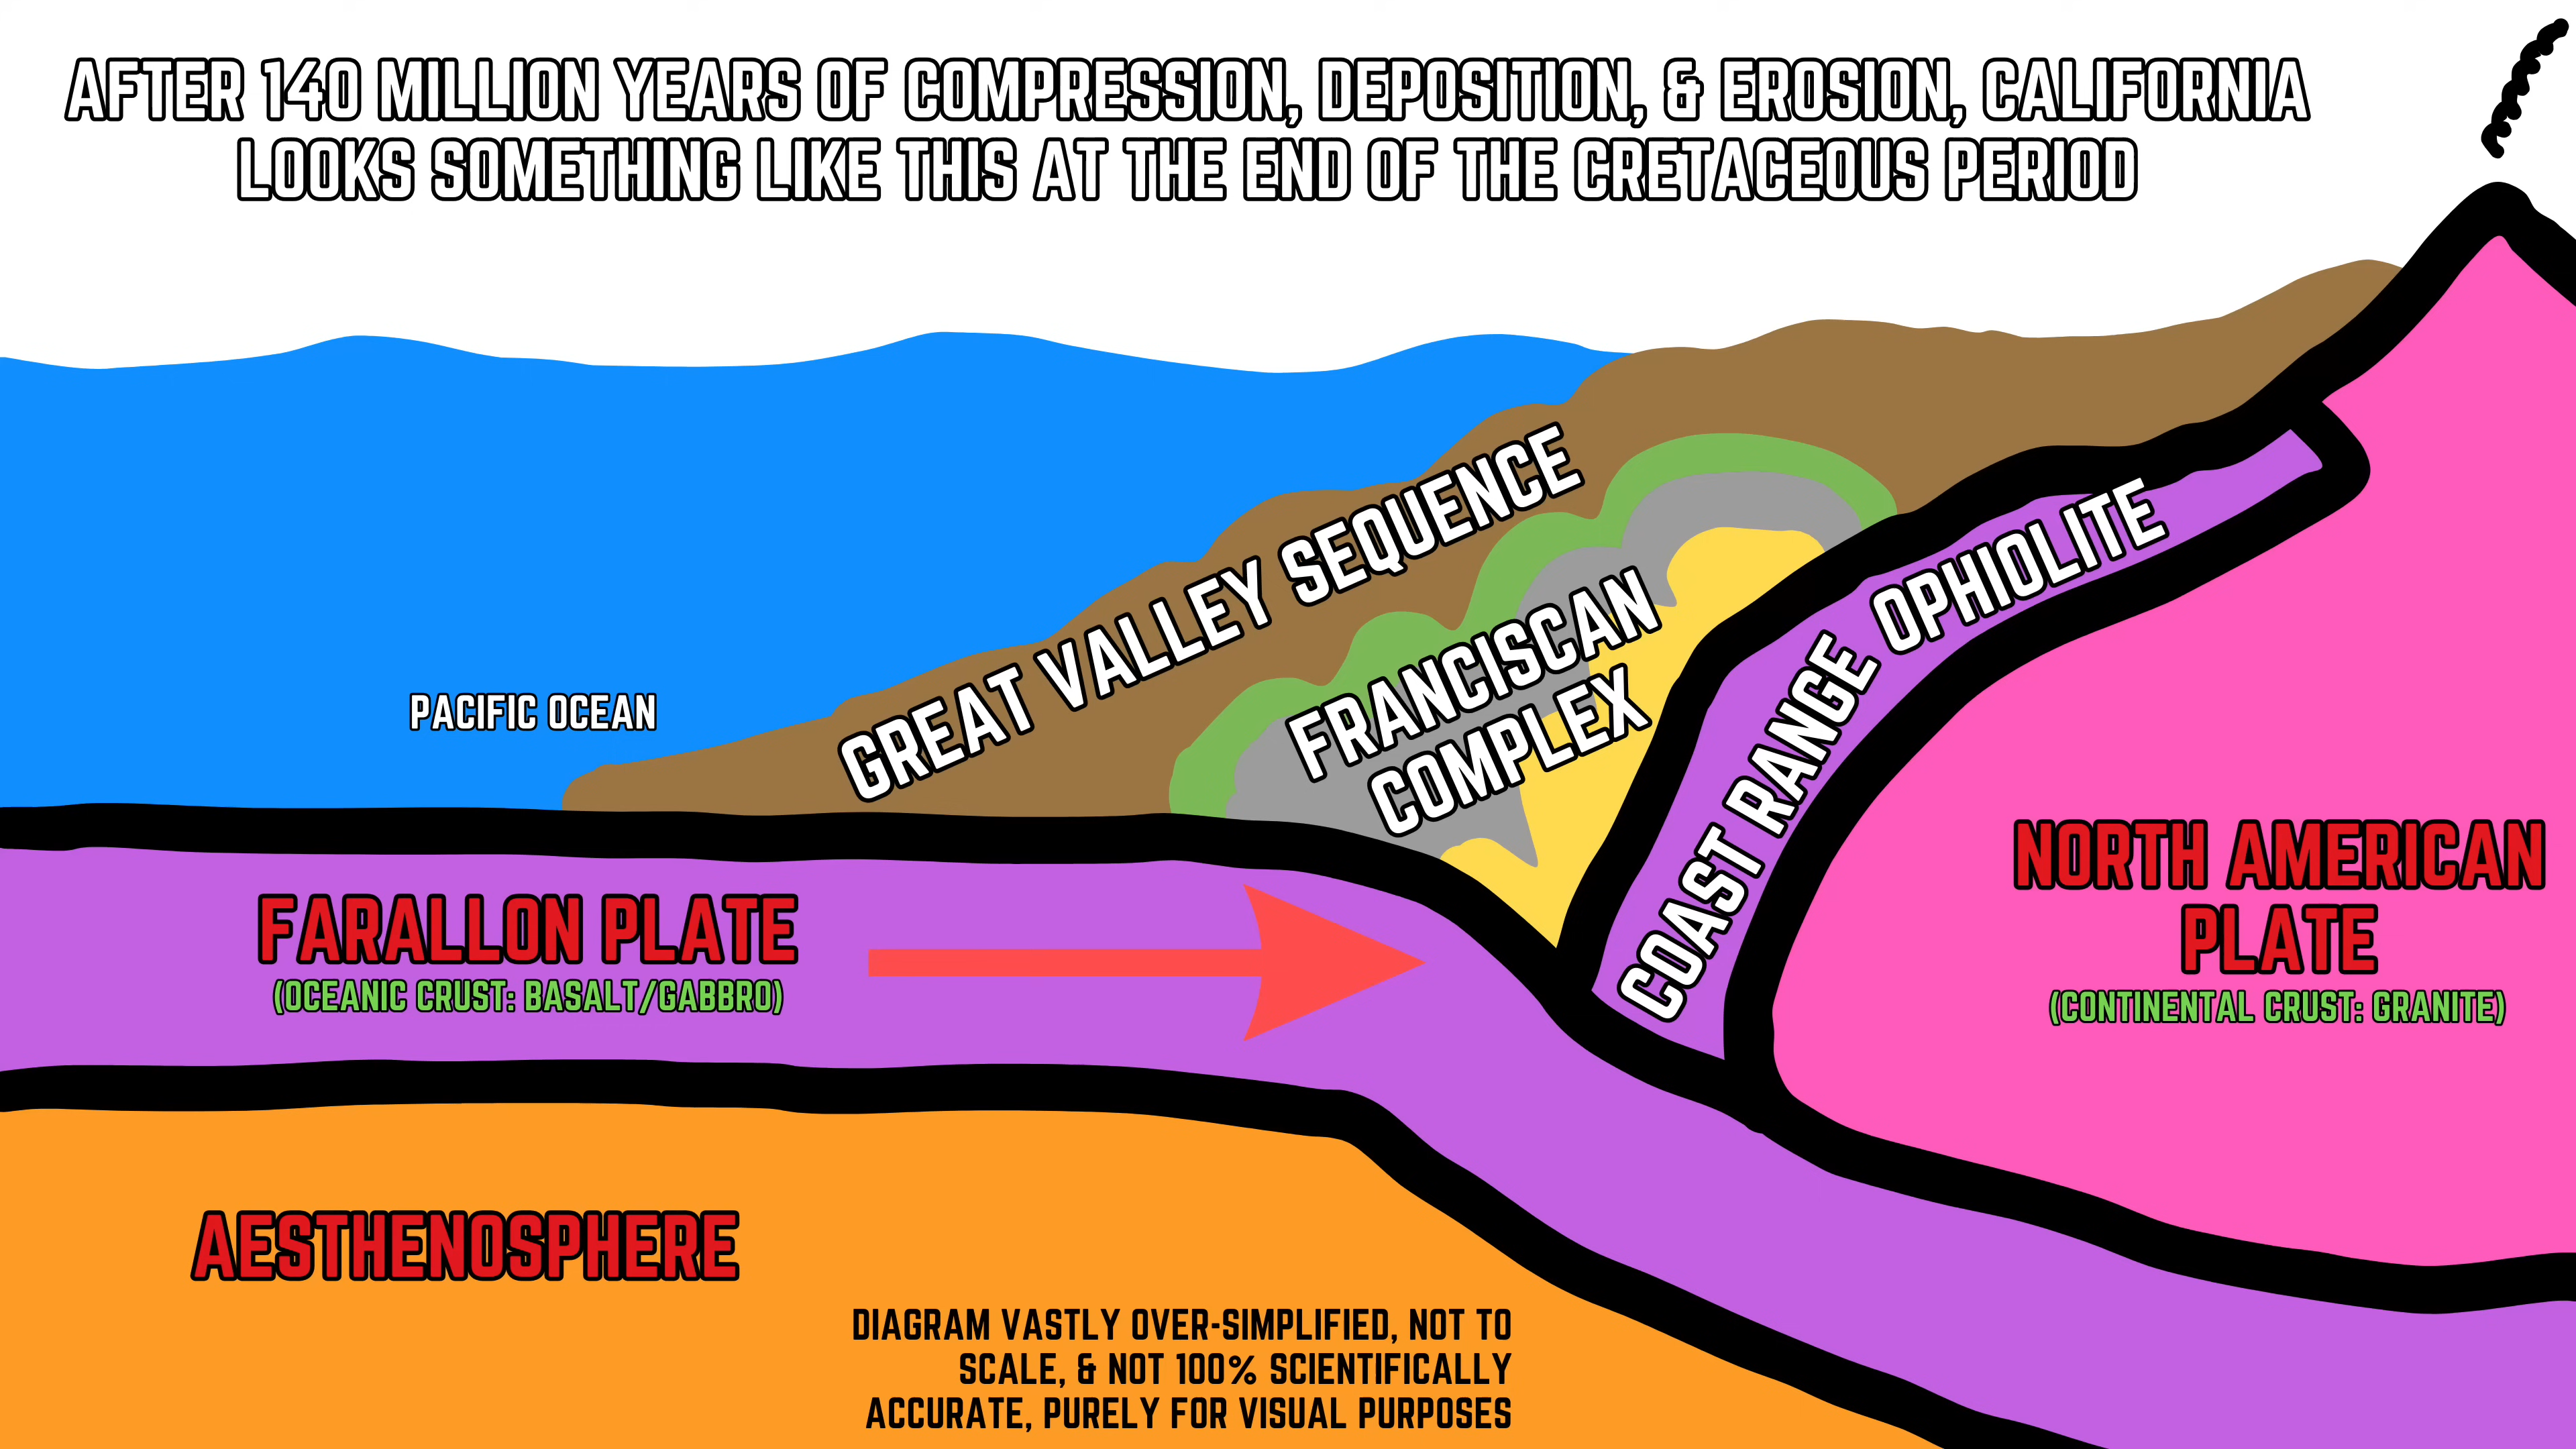 AFTER 140 MILLION YEARS OF COMPRESSION, DEPOSITION, & EROSION, CALIFORNIA
LOOKS SOMETHING LIKE THIS AT THE END OF THE CRETACEOUS PERIOD
GREAT VALLEY SEQUENCE
FRANCISCAN
COMPLEX
COAST RANGE OPHIOLITE
PACIFIC OCEAN
FARALLON PLATE
(OCEANIC CRUST: BASALT/GABBRO)
NORTH AMERICAN
PLATE
(CONTINENTAL CRUST: GRANITE)
AESTHENOSPHERE
DIAGRAM VASTLY OVER-SIMPLIFIED, NOT TO
SCALE, & NOT 100% SCIENTIFICALLY
ACCURATE, PURELY FOR VISUAL PURPOSES